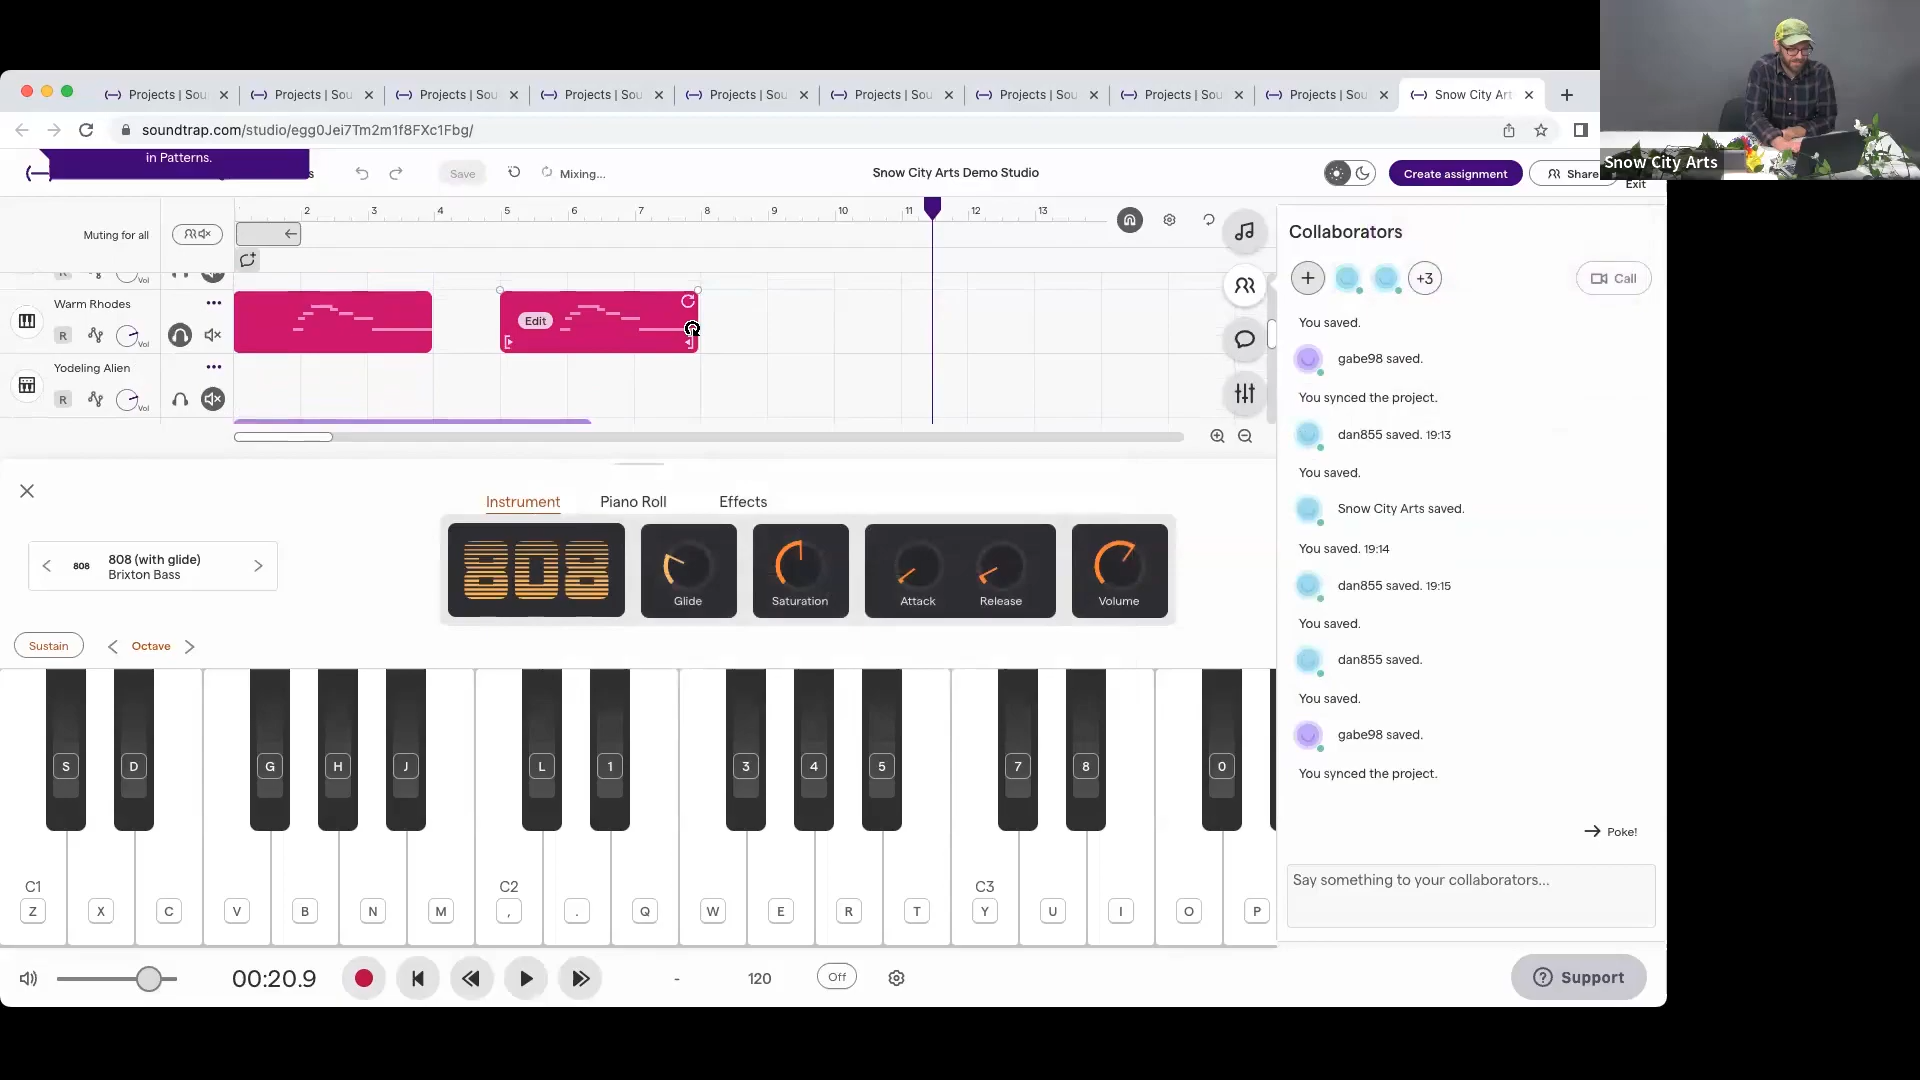 Projects | Sou
Projects | Sou
Projects | Sou
Projects | Sou
Projects | Sou
Projects | Sou
Projects | Sou
Projects | Sou
Projects | Sou
Snow City Art
soundtrap.com/studio/egg0Jei7Tm2m1f8FXc1Fbg/
Snow City Arts
in Patterns.
Save
Mixing...
Snow City Arts Demo Studio
Create assignment
Share
Exit
2 3 4 5 6 7 8 9 10 11 12 13
Muting for all
Collaborators
+3
Call
R Vol
Warm Rhodes
R Vol
Edit
Yodeling Alien
R Vol
You saved.
gabe98 saved.
You synced the project.
dan855 saved. 19:13
You saved.
Snow City Arts saved.
You saved. 19:14
dan855 saved. 19:15
You saved.
dan855 saved.
You saved.
gabe98 saved.
You synced the project.
Poke!
Say something to your collaborators...
Instrument Piano Roll Effects
808
808 (with glide)
Brixton Bass
808
Glide Saturation Attack Release Volume
Sustain
Octave
S D G H J L 1 3 4 5 7 8 0
C1 C2 C3
Z X C V B N M , . Q W E R T Y U I O P
00:20.9
-
120
Off
Support